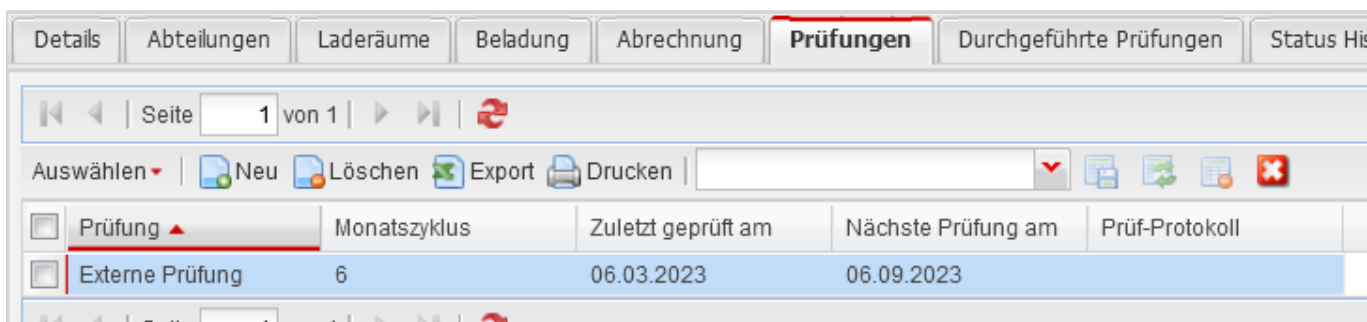 Details Abteilungen Laderäume Beladung Abrechnung Prüfungen Durchgeführte Prüfungen Status His
Seite 1 von 1
Auswählen Neu Löschen Export Drucken
Prüfung Monatszyklus Zuletzt geprüft am Nächste Prüfung am Prüf-Protokoll
Externe Prüfung 6 06.03.2023 06.09.2023